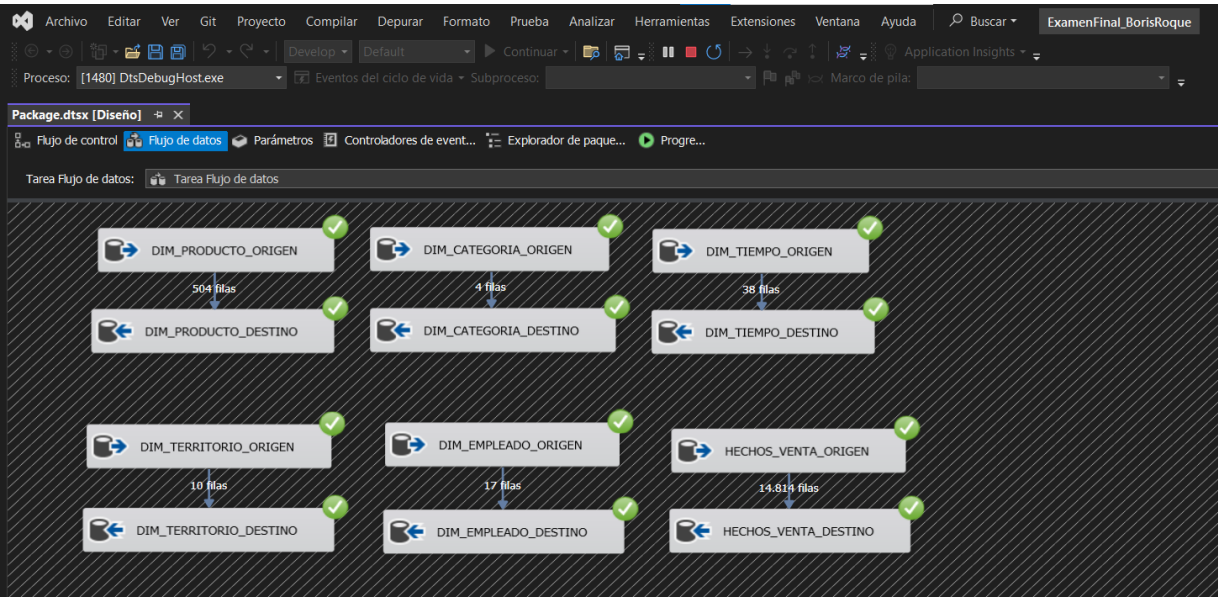 Archivo Editar Ver Git Proyecto Compilar Depurar Formato Prueba Analizar Herramientas Extensiones Ventana Ayuda Buscar ExamenFinal_BorisRoque
Develop Default Continuar Application Insights
Proceso: [1480] DtsDebugHost.exe Eventos del ciclo de vida Subproceso: Marco de pila:
Package.dtsx [Diseño]
Flujo de control Flujo de datos Parámetros Controladores de event... Explorador de paque... Progre...
Tarea Flujo de datos: Tarea Flujo de datos
DIM_PRODUCTO_ORIGEN DIM_CATEGORIA_ORIGEN DIM_TIEMPO_ORIGEN
504 filas 4 filas 38 filas
DIM_PRODUCTO_DESTINO DIM_CATEGORIA_DESTINO DIM_TIEMPO_DESTINO
DIM_TERRITORIO_ORIGEN DIM_EMPLEADO_ORIGEN HECHOS_VENTA_ORIGEN
10 filas 17 filas 14.814 filas
DIM_TERRITORIO_DESTINO DIM_EMPLEADO_DESTINO HECHOS_VENTA_DESTINO